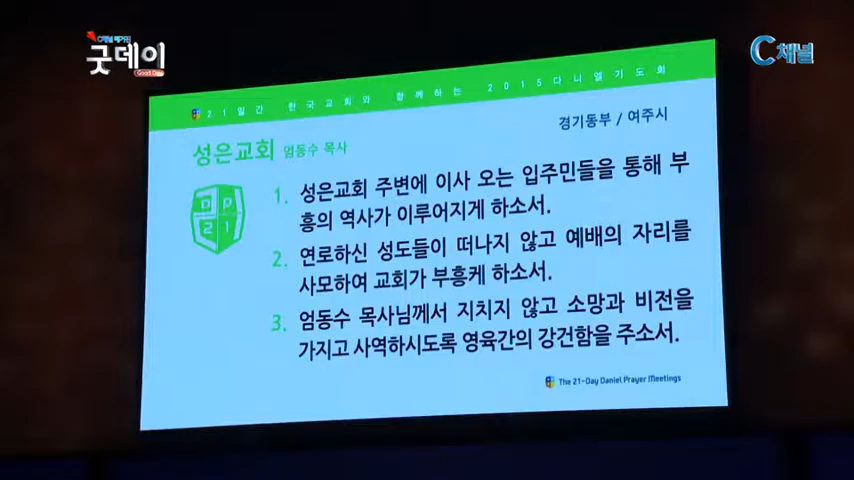 C채널 매거진
굿데이
Good Day
C채널
21일간 한국교회와 함께하는 2015다니엘기도회
경기동부 / 여주시
성은교회 엄동수 목사
DP
21
1. 성은교회 주변에 이사 오는 입주민들을 통해 부
흥의 역사가 이루어지게 하소서.
2. 연로하신 성도들이 떠나지 않고 예배의 자리를
사모하여 교회가 부흥케 하소서.
3. 엄동수 목사님께서 지치지 않고 소망과 비전을
가지고 사역하시도록 영육간의 강건함을 주소서.
The 21-Day Daniel Prayer Meetings